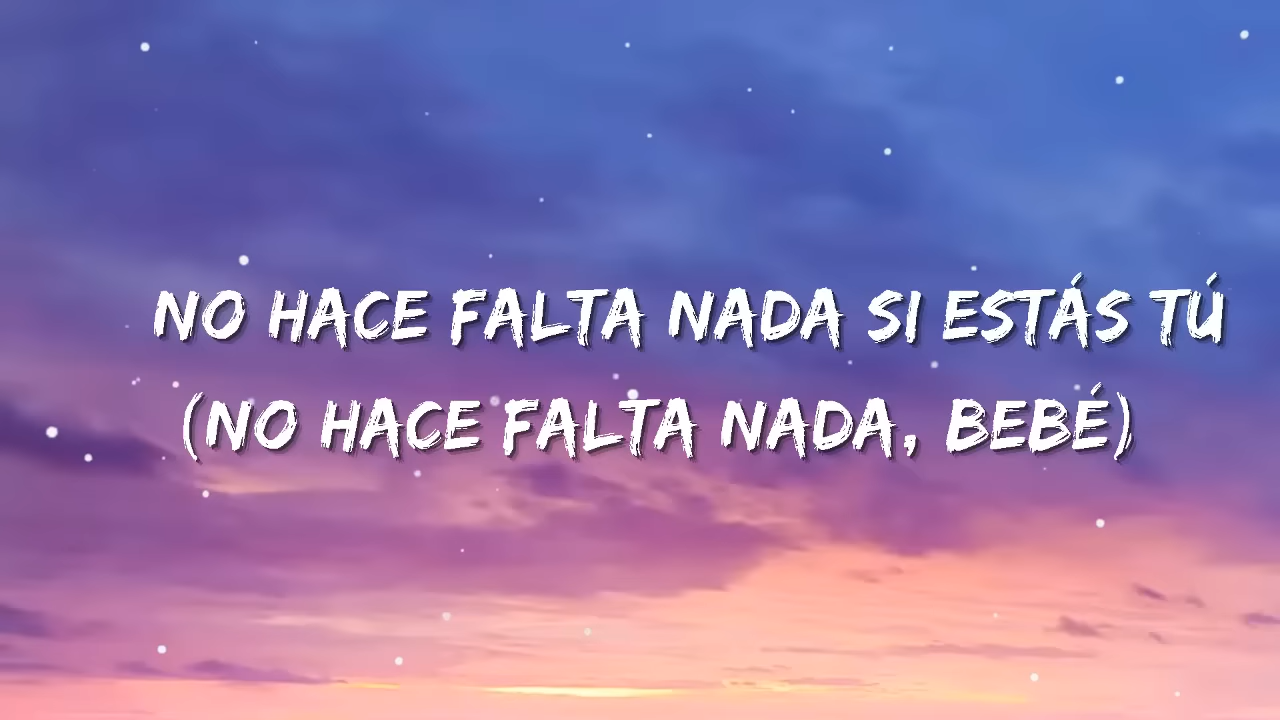 NO HACE FALTA NADA SI ESTÁS TÚ
(NO HACE FALTA NADA, BEBÉ)